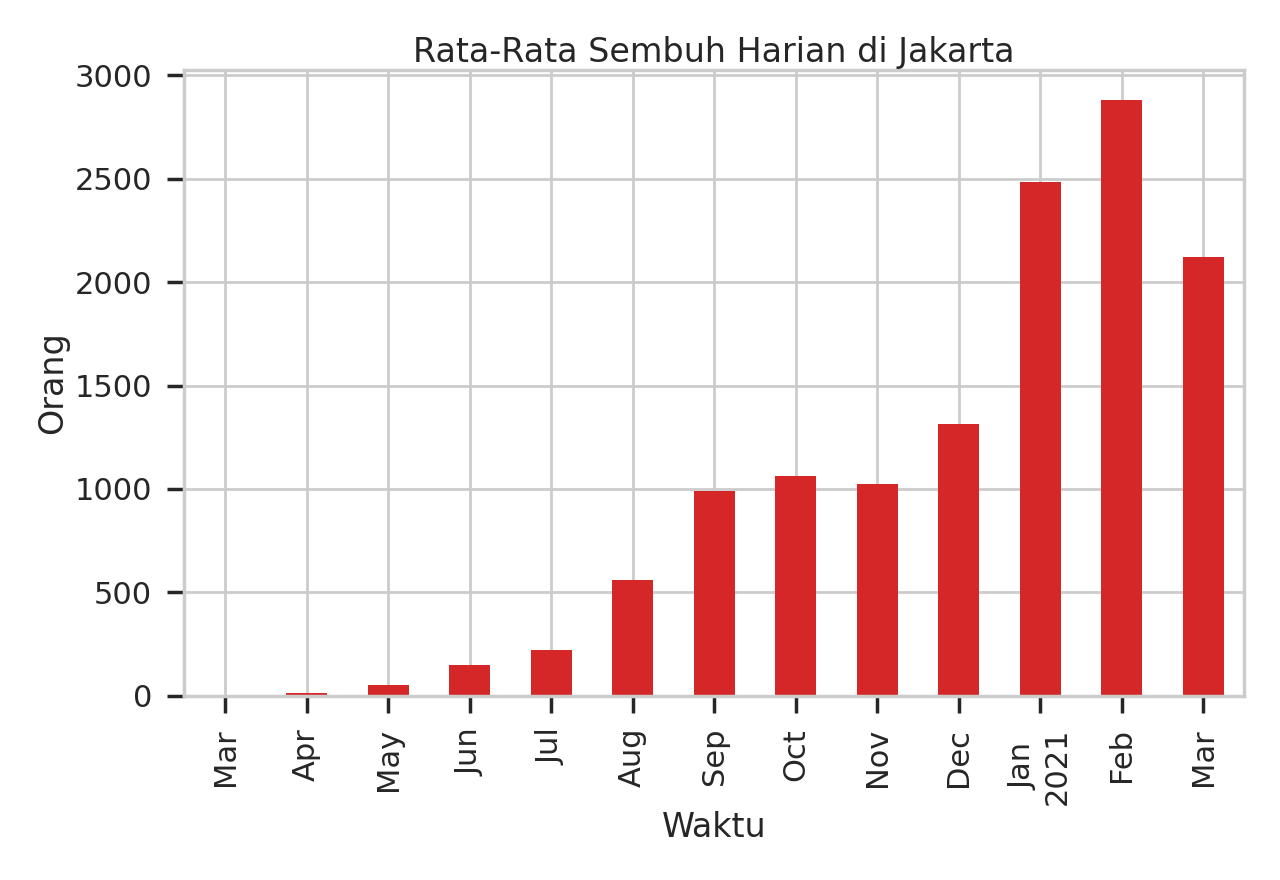 Rata-Rata Sembuh Harian di Jakarta
3000
2500
2000
1500
1000
500
0
Orang
Mar
Apr
May
Jun
Jul
Aug
Sep
Oct
Nov
Dec
Jan
2021
Feb
Mar
Waktu